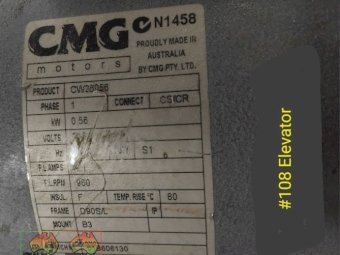 CMG N1458
motors
PROUDLY MADE IN
AUSTRALIA
BY CMG PTY. LTD.
PRODUCT
PHASE 1 CONNECT CS/CR
kW 0.56
VOLTS
Hz S1
F.L.AMPS
F.L.RPM 960
INSUL. F TEMP. RISE °C 80
FRAME D90S/L IP
MOUNT B3
#108 Elevator